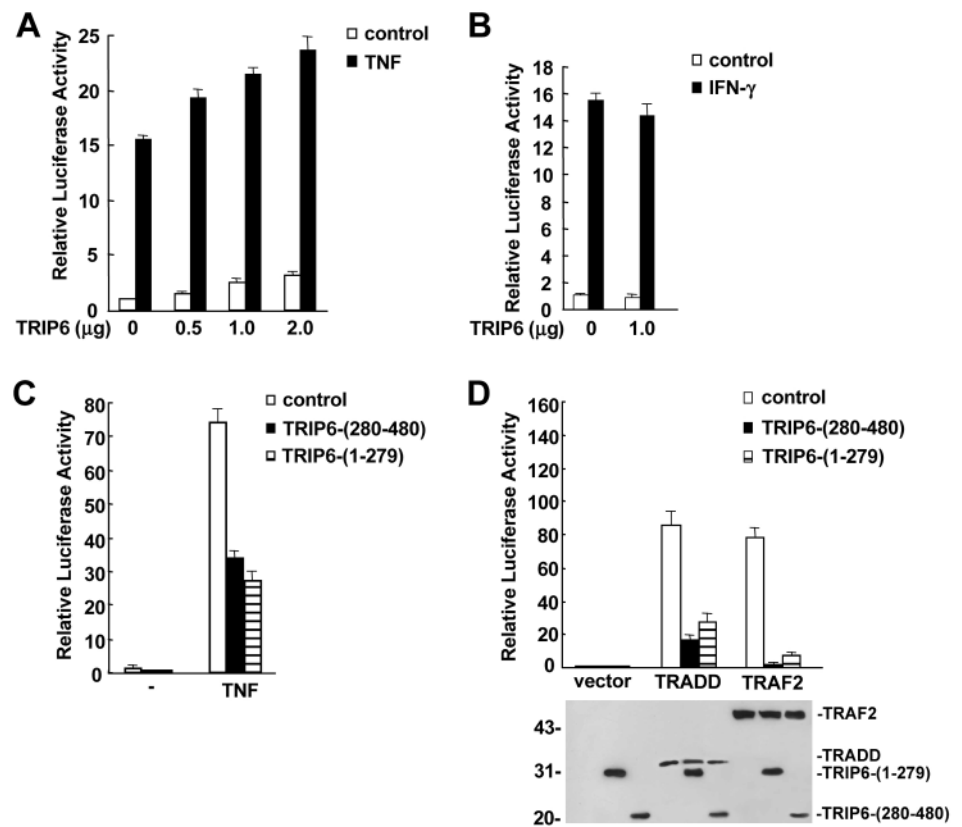 A
control
TNF
Relative Luciferase Activity
25
20
15
10
5
0
TRIP6 (μg) 0 0.5 1.0 2.0
B
control
IFN-γ
Relative Luciferase Activity
18
16
14
12
10
8
6
4
2
0
0 1.0
C
control
TRIP6-(280-480)
TRIP6-(1-279)
Relative Luciferase Activity
80
70
60
50
40
30
20
10
0
- TNF
D
control
TRIP6-(280-480)
TRIP6-(1-279)
Relative Luciferase Activity
160
140
120
100
80
60
40
20
0
vector TRADD TRAF2
43-
31-
20-
-TRAF2
-TRADD
-TRIP6-(1-279)
-TRIP6-(280-480)